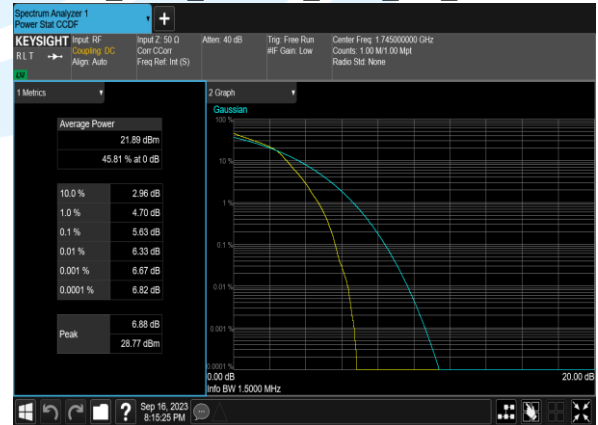 Spectrum Analyzer 1
Power Stat CCDF
+
KEYSIGHT
RLT
Input: RF
Coupling: DC
Align: Auto
Input Z: 50 Ω
Corr CCorr
Freq Ref: Int (S)
Atten: 40 dB
Trig: Free Run
#IF Gain: Low
Center Freq: 1.745000000 GHz
Counts: 1.00 M/1.00 Mpt
Radio Std: None
LXI
1 Metrics
Average Power
21.89 dBm
45.81 % at 0 dB
10.0 % 2.96 dB
1.0 % 4.70 dB
0.1 % 5.63 dB
0.01 % 6.33 dB
0.001 % 6.67 dB
0.0001 % 6.82 dB
Peak
6.88 dB
28.77 dBm
2 Graph
Gaussian
100 %
10 %
1 %
0.1 %
0.01 %
0.001 %
0.0001 %
0.00 dB
20.00 dB
Info BW 1.5000 MHz
?
Sep 16, 2023
8:15:25 PM